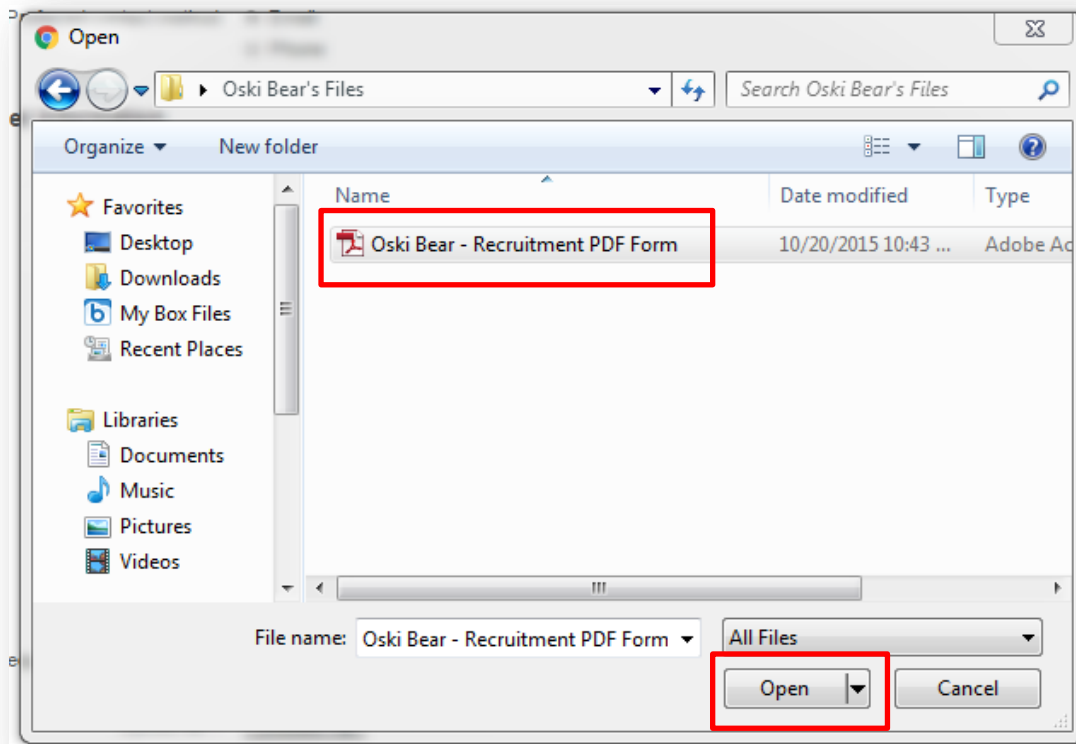 Open
Oski Bear's Files
Search Oski Bear's Files
Organize
New folder
Name
Date modified
Type
Favorites
Desktop
Downloads
My Box Files
Recent Places
Libraries
Documents
Music
Pictures
Videos
Oski Bear - Recruitment PDF Form
10/20/2015 10:43 ...
Adobe Ac
File name:
Oski Bear - Recruitment PDF Form
All Files
Open
Cancel